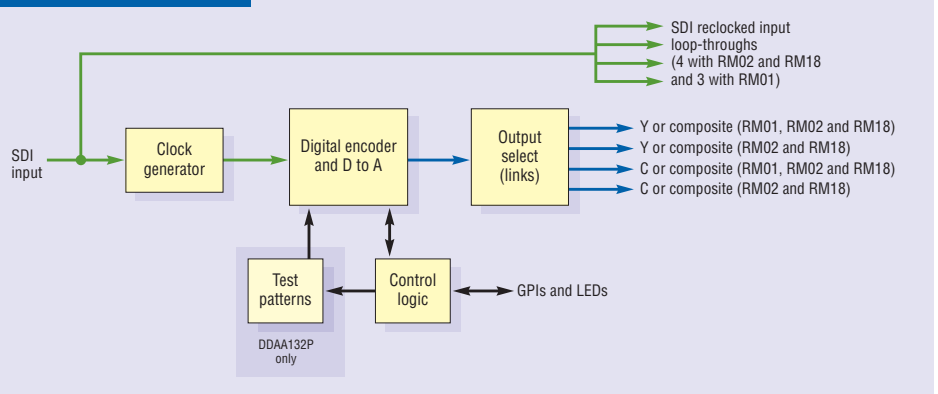 SDI reclocked input
loop-throughs
(4 with RM02 and RM18
and 3 with RM01)
SDI
input
Clock
generator
Digital encoder
and D to A
Output
select
(links)
Y or composite (RM01, RM02 and RM18)
Y or composite (RM02 and RM18)
C or composite (RM01, RM02 and RM18)
C or composite (RM02 and RM18)
Test
patterns
Control
logic
GPIs and LEDs
DDAA132P
only